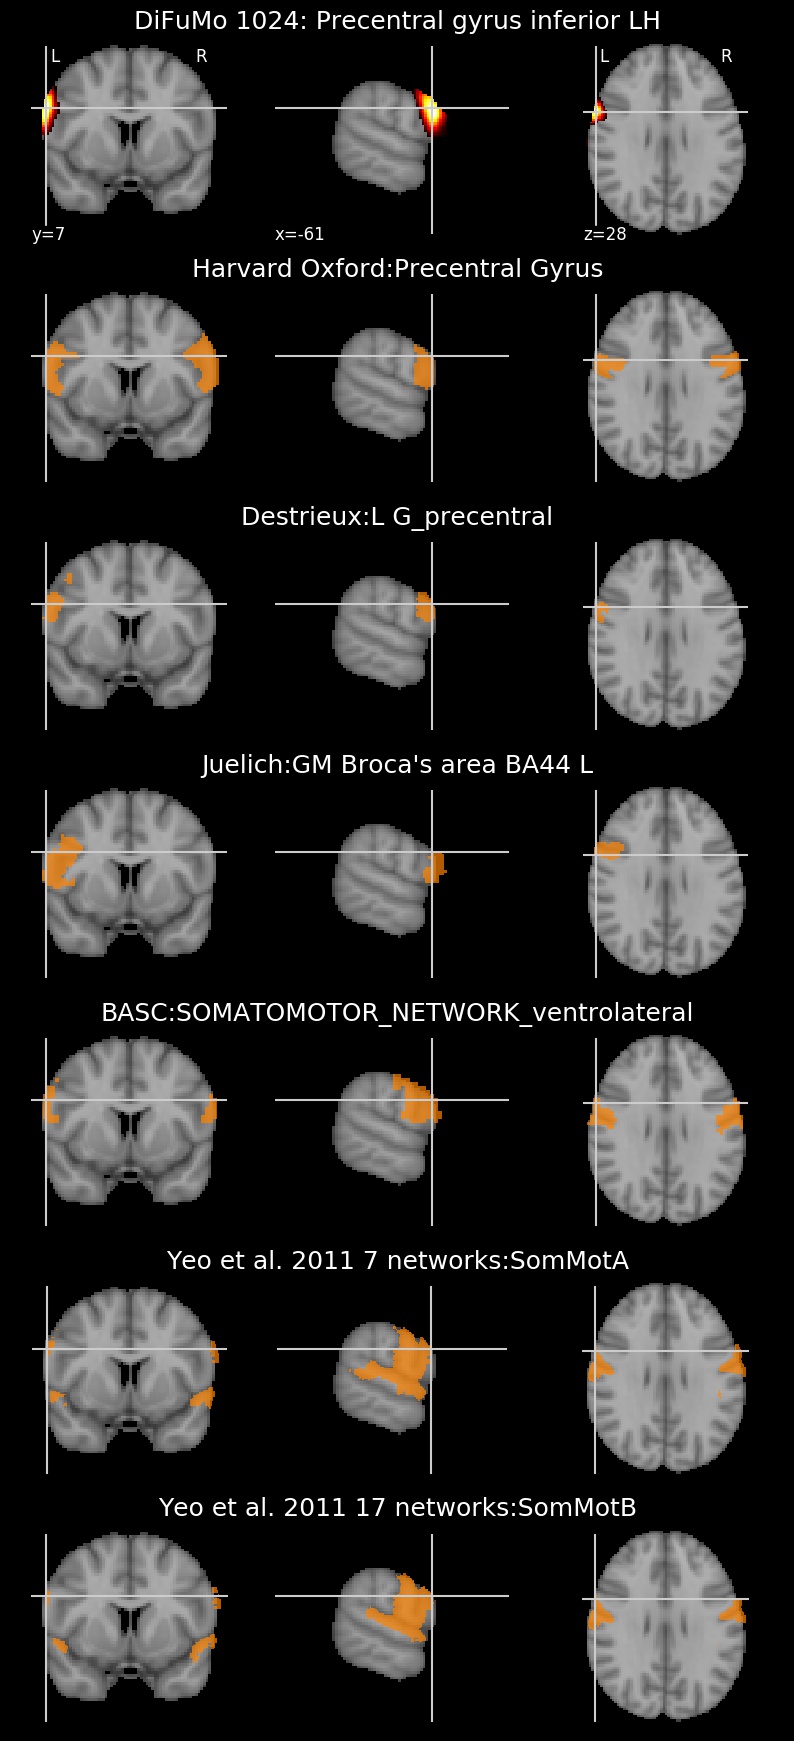 DiFuMo 1024: Precentral gyrus inferior LH
L R L R
y=7 x=-61 z=28
Harvard Oxford:Precentral Gyrus
Destrieux:L G_precentral
Juelich:GM Broca's area BA44 L
BASC:SOMATOMOTOR_NETWORK_ventrolateral
Yeo et al. 2011 7 networks:SomMotA
Yeo et al. 2011 17 networks:SomMotB